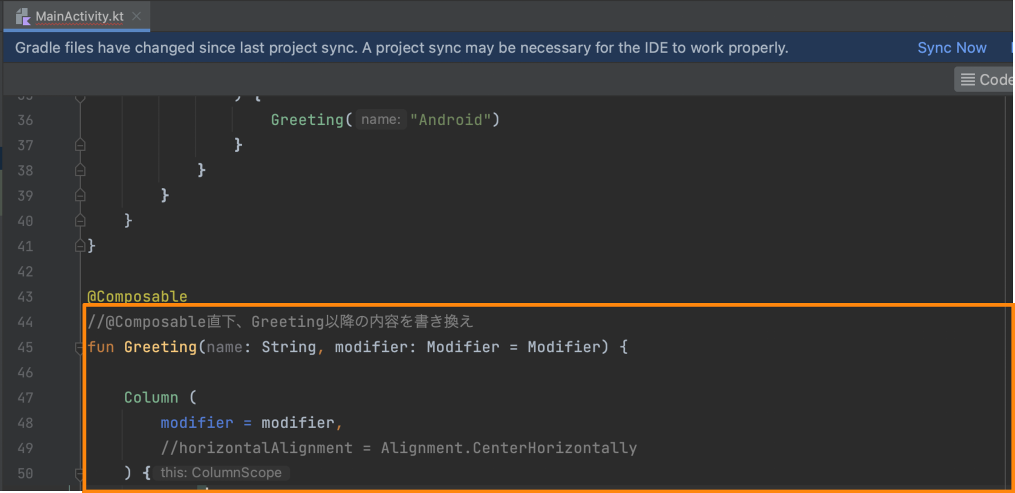 MainActivity.kt
Gradle files have changed since last project sync. A project sync may be necessary for the IDE to work properly. Sync Now
Code
35 ) {
36 Greeting( name: "Android")
37 }
38 }
39 }
40 }
41 }
42
43 @Composable
44 //@Composable直下、Greeting以降の内容を書き換え
45 fun Greeting(name: String, modifier: Modifier = Modifier) {
46
47 Column (
48 modifier = modifier,
49 //horizontalAlignment = Alignment.CenterHorizontally
50 ) { this: ColumnScope